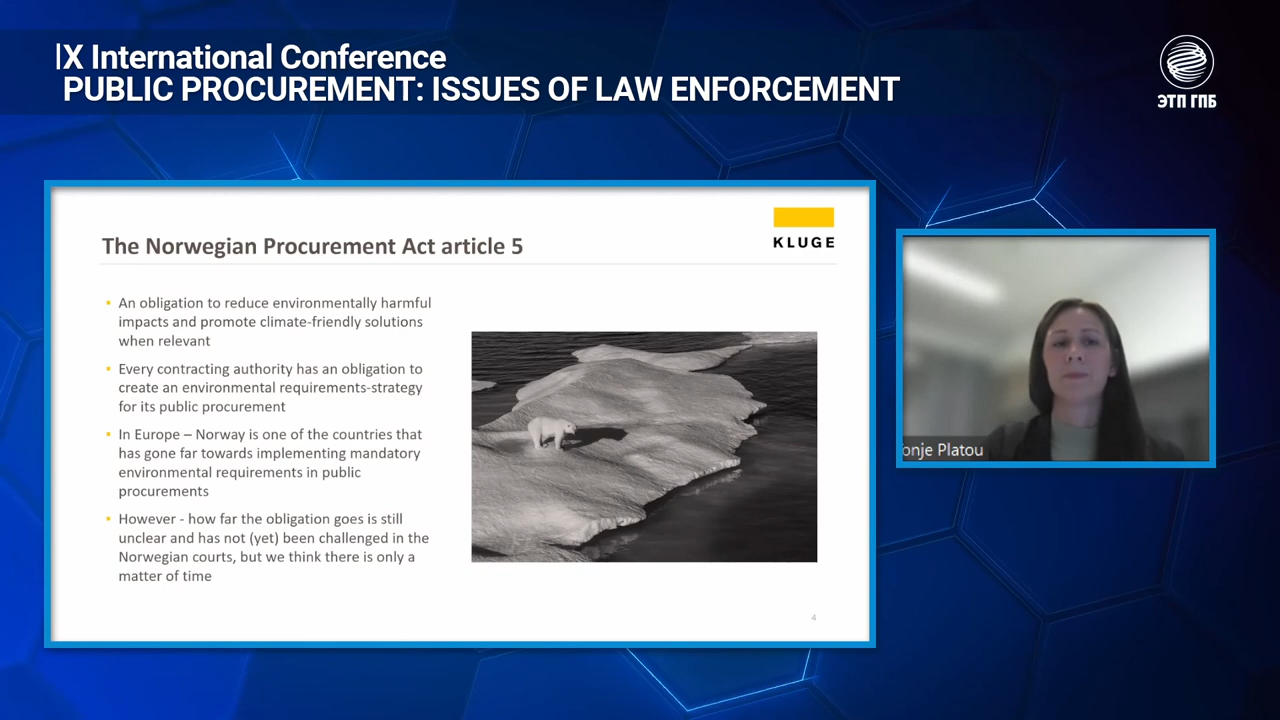 IX International Conference
PUBLIC PROCUREMENT: ISSUES OF LAW ENFORCEMENT
ЭТП ГПБ
KLUGE
The Norwegian Procurement Act article 5
▪ An obligation to reduce environmentally harmful
impacts and promote climate-friendly solutions
when relevant
▪ Every contracting authority has an obligation to
create an environmental requirements-strategy
for its public procurement
▪ In Europe – Norway is one of the countries that
has gone far towards implementing mandatory
environmental requirements in public
procurements
▪ However - how far the obligation goes is still
unclear and has not (yet) been challenged in the
Norwegian courts, but we think there is only a
matter of time
4
onje Platou